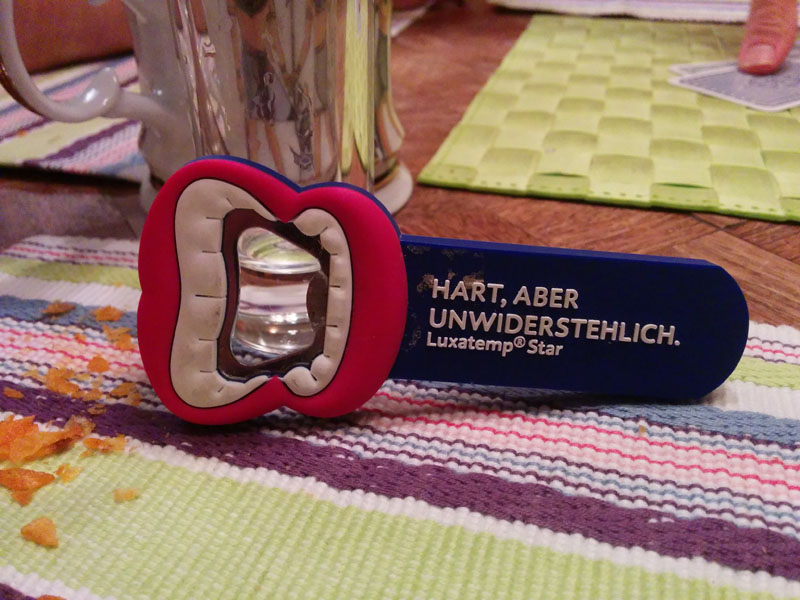 HART, ABER
UNWIDERSTEHLICH.
Luxatemp® Star